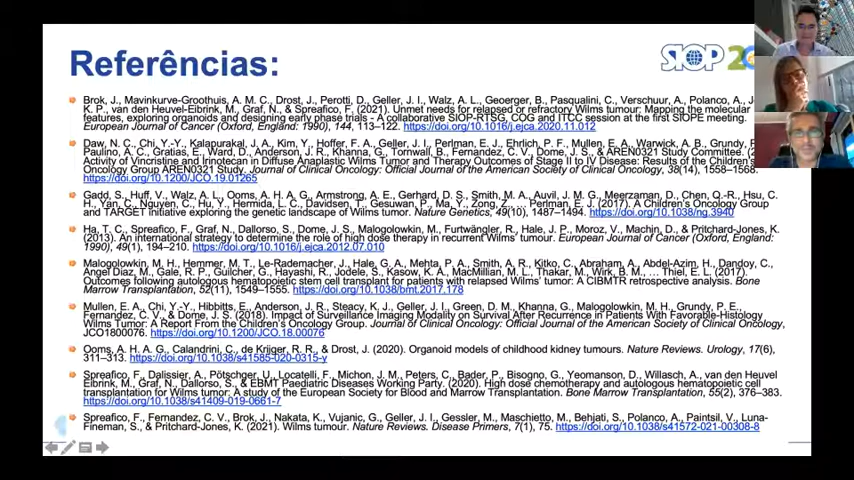 Referências:
SIOP
Brok, J., Mavinkurve-Groothuis, A. M. C., Drost, J., Perotti, D., Geller, J. I., Walz, A. L., Geoerger, B., Pasqualini, C., Verschuur, A., Polanco, A., J
K. P., van den Heuvel-Eibrink, M., Graf, N., & Spreafico, F. (2021). Unmet needs for relapsed or refractory Wilms tumour: Mapping the molecular
features, exploring organoids and designing early phase trials - A collaborative SIOP-RTSG, COG and ITCC session at the first SIOPE meeting.
European Journal of Cancer (Oxford, England: 1990), 144, 113–122. https://doi.org/10.1016/j.ejca.2020.11.012
Daw, N. C., Chi, Y.-Y., Kalapurakal, J. A., Kim, Y., Hoffer, F. A., Geller, J. I., Perlman, E. J., Ehrlich, P. F., Mullen, E. A., Warwick, A. B., Grundy, P
Paulino, A. C., Gratias, E., Ward, D., Anderson, J. R., Khanna, G., Tornwall, B., Fernandez, C. V., Dome, J. S., & AREN0321 Study Committee. (2
Activity of Vincristine and Irinotecan in Diffuse Anaplastic Wilms Tumor and Therapy Outcomes of Stage II to IV Disease: Results of the Children's
Oncology Group AREN0321 Study. Journal of Clinical Oncology: Official Journal of the American Society of Clinical Oncology, 38(14), 1558–1568.
https://doi.org/10.1200/JCO.19.01265
Gadd, S., Huff, V., Walz, A. L., Ooms, A. H. A. G., Armstrong, A. E., Gerhard, D. S., Smith, M. A., Auvil, J. M. G., Meerzaman, D., Chen, Q.-R., Hsu, C.
H., Yan, C., Nguyen, C., Hu, Y., Hermida, L. C., Davidsen, T., Gesuwan, P., Ma, Y., Zong, Z., … Perlman, E. J. (2017). A Children's Oncology Group
and TARGET initiative exploring the genetic landscape of Wilms tumor. Nature Genetics, 49(10), 1487–1494. https://doi.org/10.1038/ng.3940
Ha, T. C., Spreafico, F., Graf, N., Dallorso, S., Dome, J. S., Malogolowkin, M., Furtwängler, R., Hale, J. P., Moroz, V., Machin, D., & Pritchard-Jones, K.
(2013). An international strategy to determine the role of high dose therapy in recurrent Wilms' tumour. European Journal of Cancer (Oxford, England:
1990), 49(1), 194–210. https://doi.org/10.1016/j.ejca.2012.07.010
Malogolowkin, M. H., Hemmer, M. T., Le-Rademacher, J., Hale, G. A., Mehta, P. A., Smith, A. R., Kitko, C., Abraham, A., Abdel-Azim, H., Dandoy, C.,
Angel Diaz, M., Gale, R. P., Guilcher, G., Hayashi, R., Jodele, S., Kasow, K. A., MacMillian, M. L., Thakar, M., Wirk, B. M., … Thiel, E. L. (2017).
Outcomes following autologous hematopoietic stem cell transplant for patients with relapsed Wilms' tumor: A CIBMTR retrospective analysis. Bone
Marrow Transplantation, 52(11), 1549–1555. https://doi.org/10.1038/bmt.2017.178
Mullen, E. A., Chi, Y.-Y., Hibbitts, E., Anderson, J. R., Steacy, K. J., Geller, J. I., Green, D. M., Khanna, G., Malogolowkin, M. H., Grundy, P. E.,
Fernandez, C. V., & Dome, J. S. (2018). Impact of Surveillance Imaging Modality on Survival After Recurrence in Patients With Favorable-Histology
Wilms Tumor: A Report From the Children's Oncology Group. Journal of Clinical Oncology: Official Journal of the American Society of Clinical Oncology,
JCO1800076. https://doi.org/10.1200/JCO.18.00076
Ooms, A. H. A. G., Calandrini, C., de Krijger, R. R., & Drost, J. (2020). Organoid models of childhood kidney tumours. Nature Reviews. Urology, 17(6),
311–313. https://doi.org/10.1038/s41585-020-0315-y
Spreafico, F., Dalissier, A., Pötschger, U., Locatelli, F., Michon, J. M., Peters, C., Bader, P., Bisogno, G., Yeomanson, D., Willasch, A., van den Heuvel
Eibrink, M., Graf, N., Dallorso, S., & EBMT Paediatric Diseases Working Party. (2020). High dose chemotherapy and autologous hematopoietic cell
transplantation for Wilms tumor: A study of the European Society for Blood and Marrow Transplantation. Bone Marrow Transplantation, 55(2), 376–383.
https://doi.org/10.1038/s41409-019-0661-7
Spreafico, F., Fernandez, C. V., Brok, J., Nakata, K., Vujanic, G., Geller, J. I., Gessler, M., Maschietto, M., Behjati, S., Polanco, A., Paintsil, V., Luna-
Fineman, S., & Pritchard-Jones, K. (2021). Wilms tumour. Nature Reviews. Disease Primers, 7(1), 75. https://doi.org/10.1038/s41572-021-00308-8